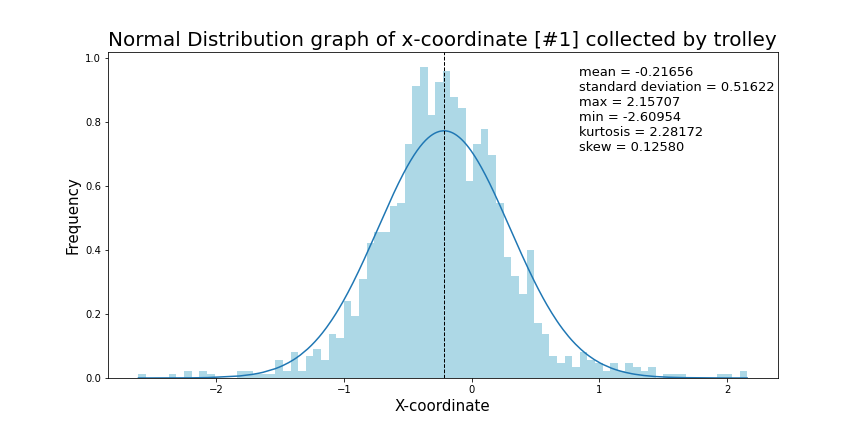 Normal Distribution graph of x-coordinate [#1] collected by trolley
mean = -0.21656
standard deviation = 0.51622
max = 2.15707
min = -2.60954
kurtosis = 2.28172
skew = 0.12580
Frequency
1.0
0.8
0.6
0.4
0.2
0.0
−2
−1
0
1
2
X-coordinate